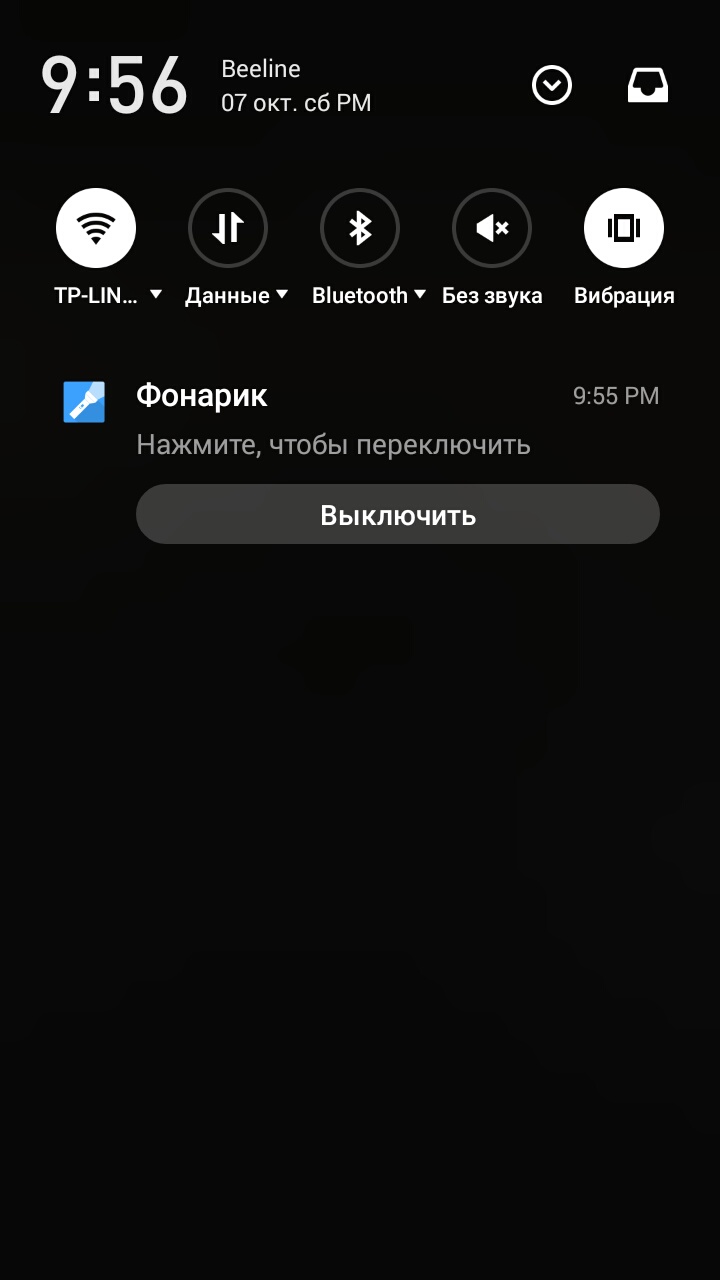 9:56
Beeline
07 окт. сб PM
TP-LIN... Данные Bluetooth Без звука Вибрация
Фонарик 9:55 PM
Нажмите, чтобы переключить
Выключить